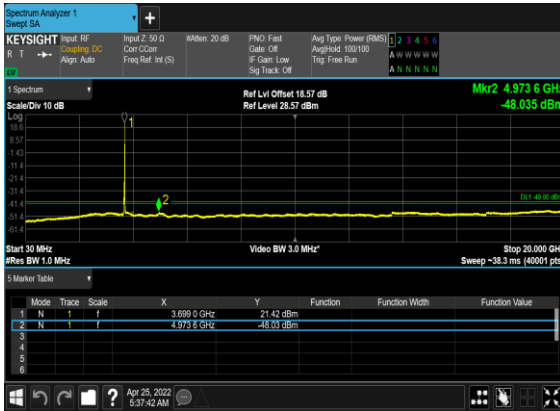 Spectrum Analyzer 1
Swept SA
+
KEYSIGHT Input: RF Input Z: 50 Ω #Atten: 20 dB PNO: Fast Avg Type: Power (RMS) 1 2 3 4 5 6
R T Coupling: DC Corr CCorr Gate: Off Avg|Hold: 100/100 A W W W W W
Align: Auto Freq Ref: Int (S) IF Gain: Low Trig: Free Run
Sig Track: Off A N N N N N
1 Spectrum
Scale/Div 10 dB
Ref Lvl Offset 18.57 dB
Ref Level 28.57 dBm
Mkr2 4.973 6 GHz
-48.035 dBm
Log
18.6
8.57
-1.43
-11.4
-21.4
-31.4
-41.4
-51.4
-61.4
1
2
DL1 -40.00 dBm
Start 30 MHz Video BW 3.0 MHz* Stop 20.000 GHz
#Res BW 1.0 MHz Sweep ~38.3 ms (40001 pts)
5 Marker Table
Mode Trace Scale X Y Function Function Width Function Value
1 N 1 f 3.699 0 GHz 21.42 dBm
2 N 1 f 4.973 6 GHz -48.03 dBm
3
4
5
6
? Apr 25, 2022
5:37:42 AM